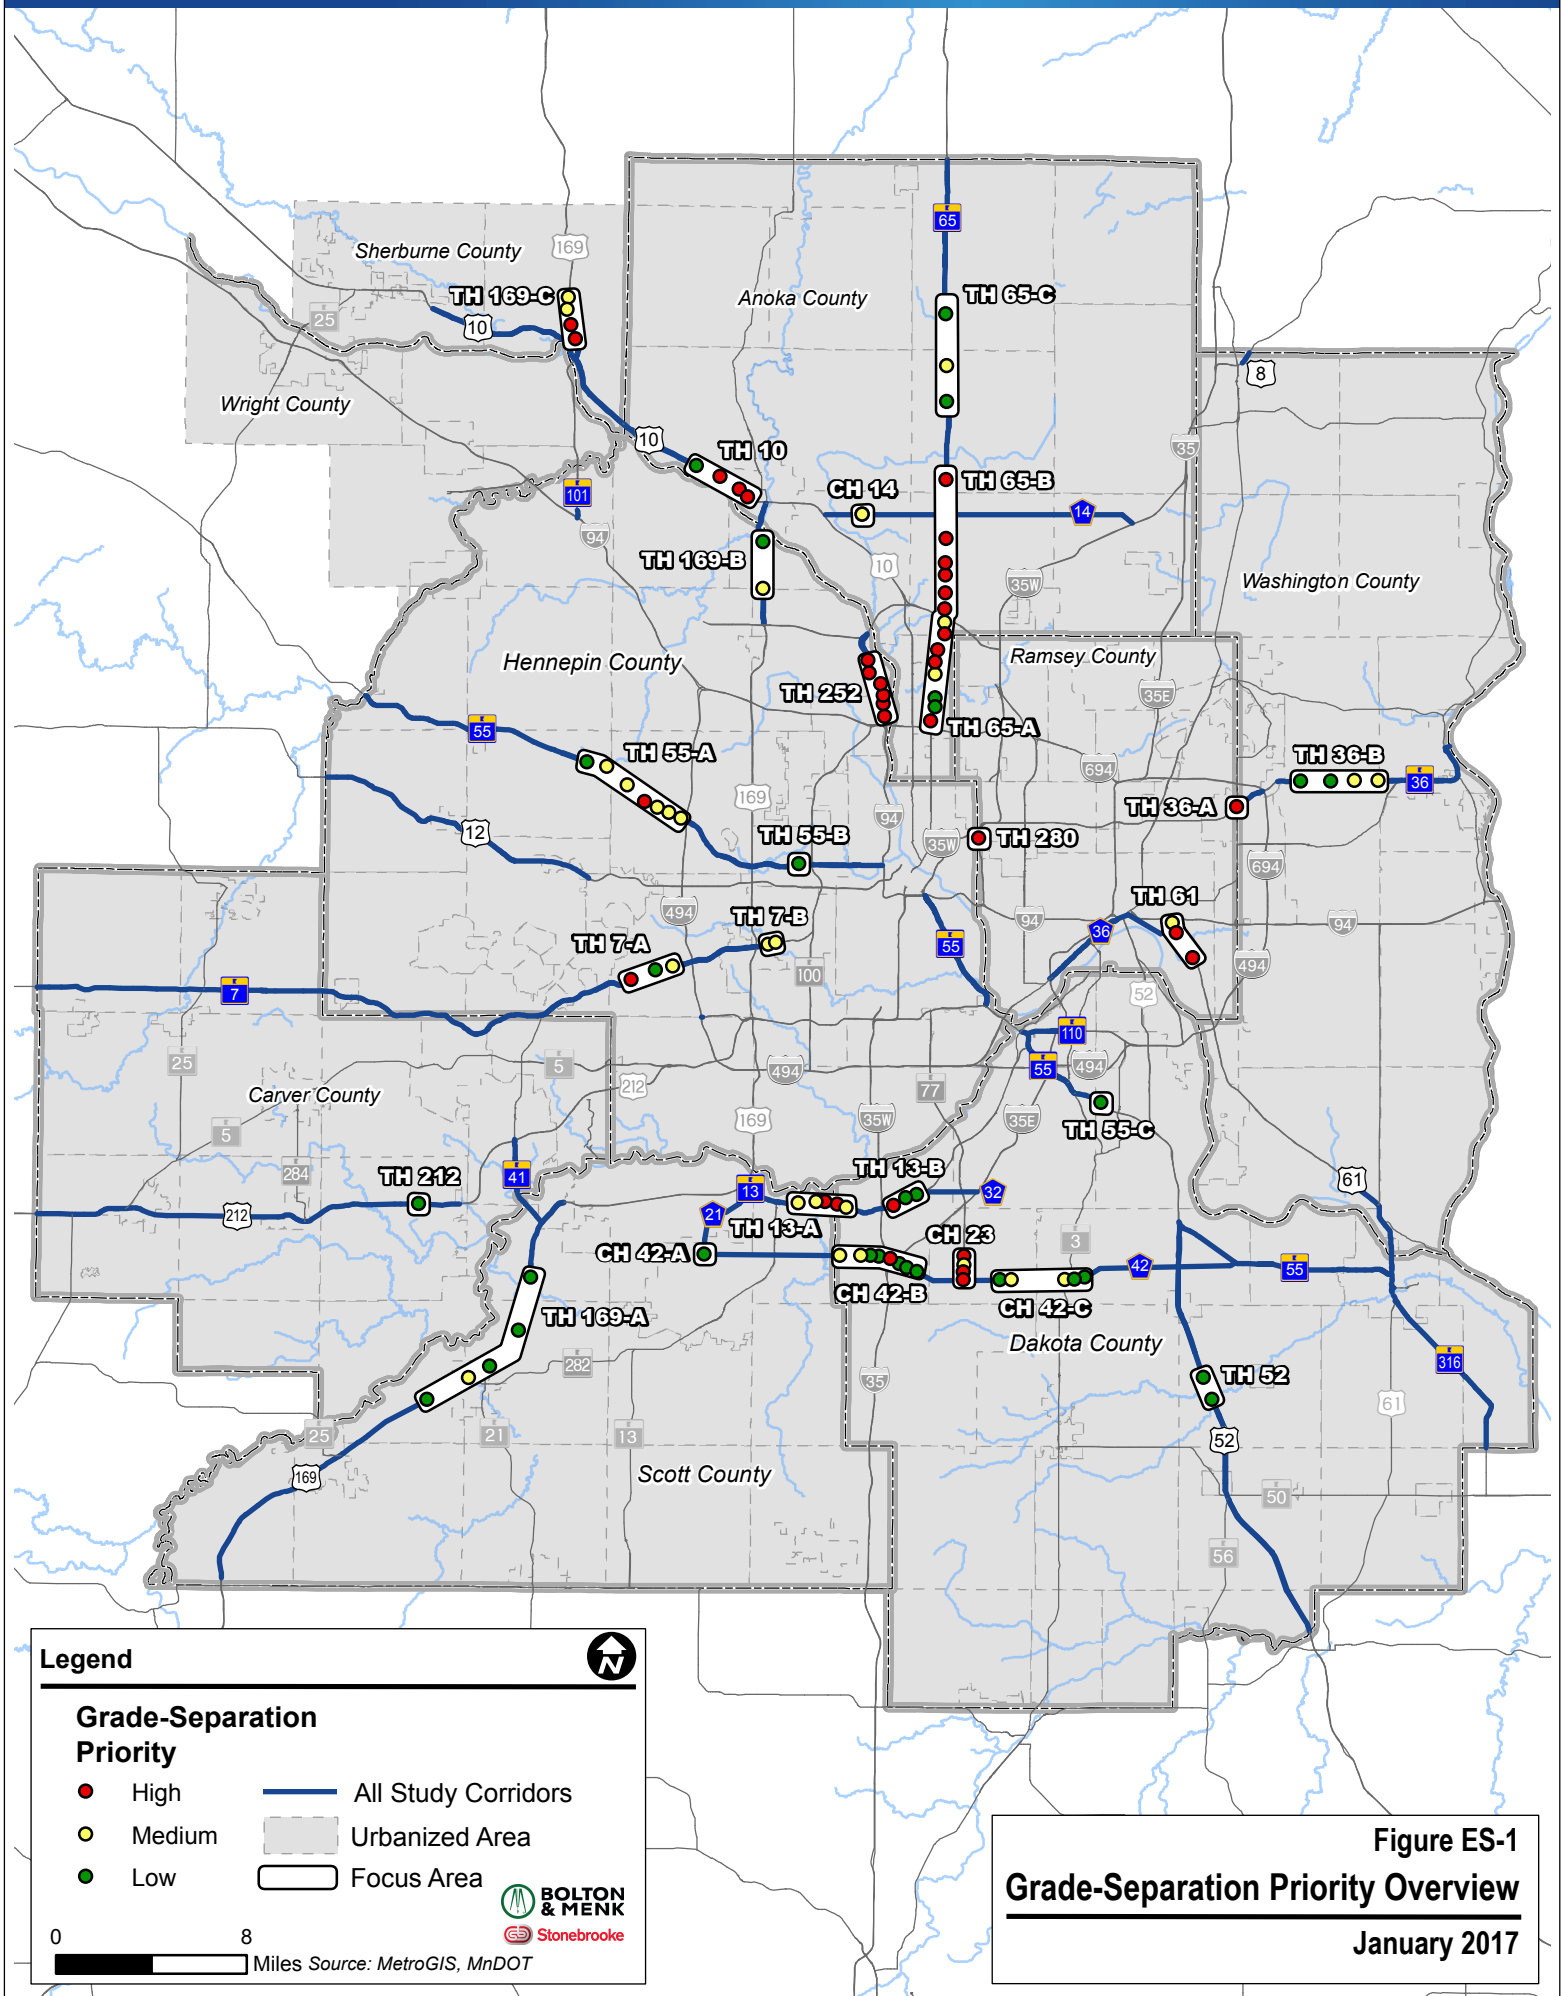 65
Sherburne County
169
TH 169-C
Anoka County
TH 65-C
25
10
8
Wright County
10
TH 10
35
TH 65-B
CH 14
101
14
94
TH 169-B
10
35W
Washington County
Hennepin County
Ramsey County
TH 252
35E
55
TH 65-A
TH 55-A
TH 36-B
694
36
169
TH 36-A
94
12
TH 55-B
35W
TH 280
694
TH 61
494
TH 7-B
94
94
36
TH 7-A
55
494
100
7
52
110
25
5
494
55
494
212
77
Carver County
169
35W
35E
5
TH 55-C
284
TH 13-B
TH 212
41
61
13
32
212
21
TH 13-A
CH 23
3
CH 42-A
42
55
CH 42-B
CH 42-C
TH 169-A
Dakota County
282
316
35
TH 52
61
25
21
13
52
169
Scott County
50
56
Legend
N
Grade-Separation
Priority
High
All Study Corridors
Medium
Urbanized Area
Low
Focus Area
BOLTON
& MENK
Stonebrooke
0 8
Miles Source: MetroGIS, MnDOT
Figure ES-1
Grade-Separation Priority Overview
January 2017